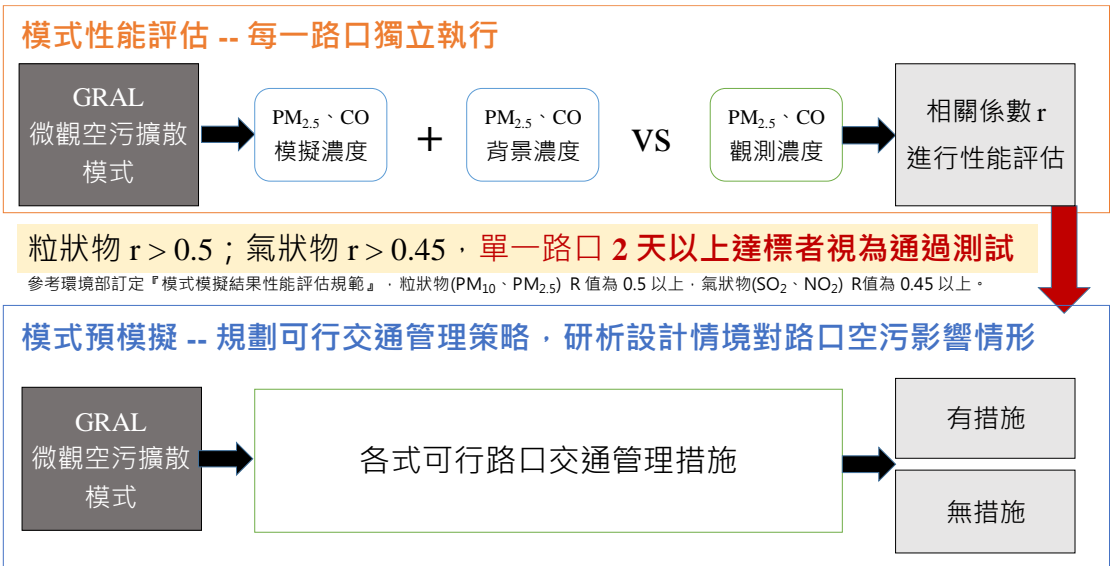 模式性能評估 -- 每一路口獨立執行
GRAL
微觀空污擴散
模式
PM2.5、CO
模擬濃度
+
PM2.5、CO
背景濃度
vs
PM2.5、CO
觀測濃度
相關係數 r
進行性能評估
粒狀物 r > 0.5；氣狀物 r > 0.45，單一路口 2 天以上達標者視為通過測試
參考環境部訂定『模式模擬結果性能評估規範』，粒狀物(PM10、PM2.5) R 值為 0.5 以上，氣狀物(SO2、NO2) R值為 0.45 以上。
模式預模擬 -- 規劃可行交通管理策略，研析設計情境對路口空污影響情形
GRAL
微觀空污擴散
模式
各式可行路口交通管理措施
有措施
無措施